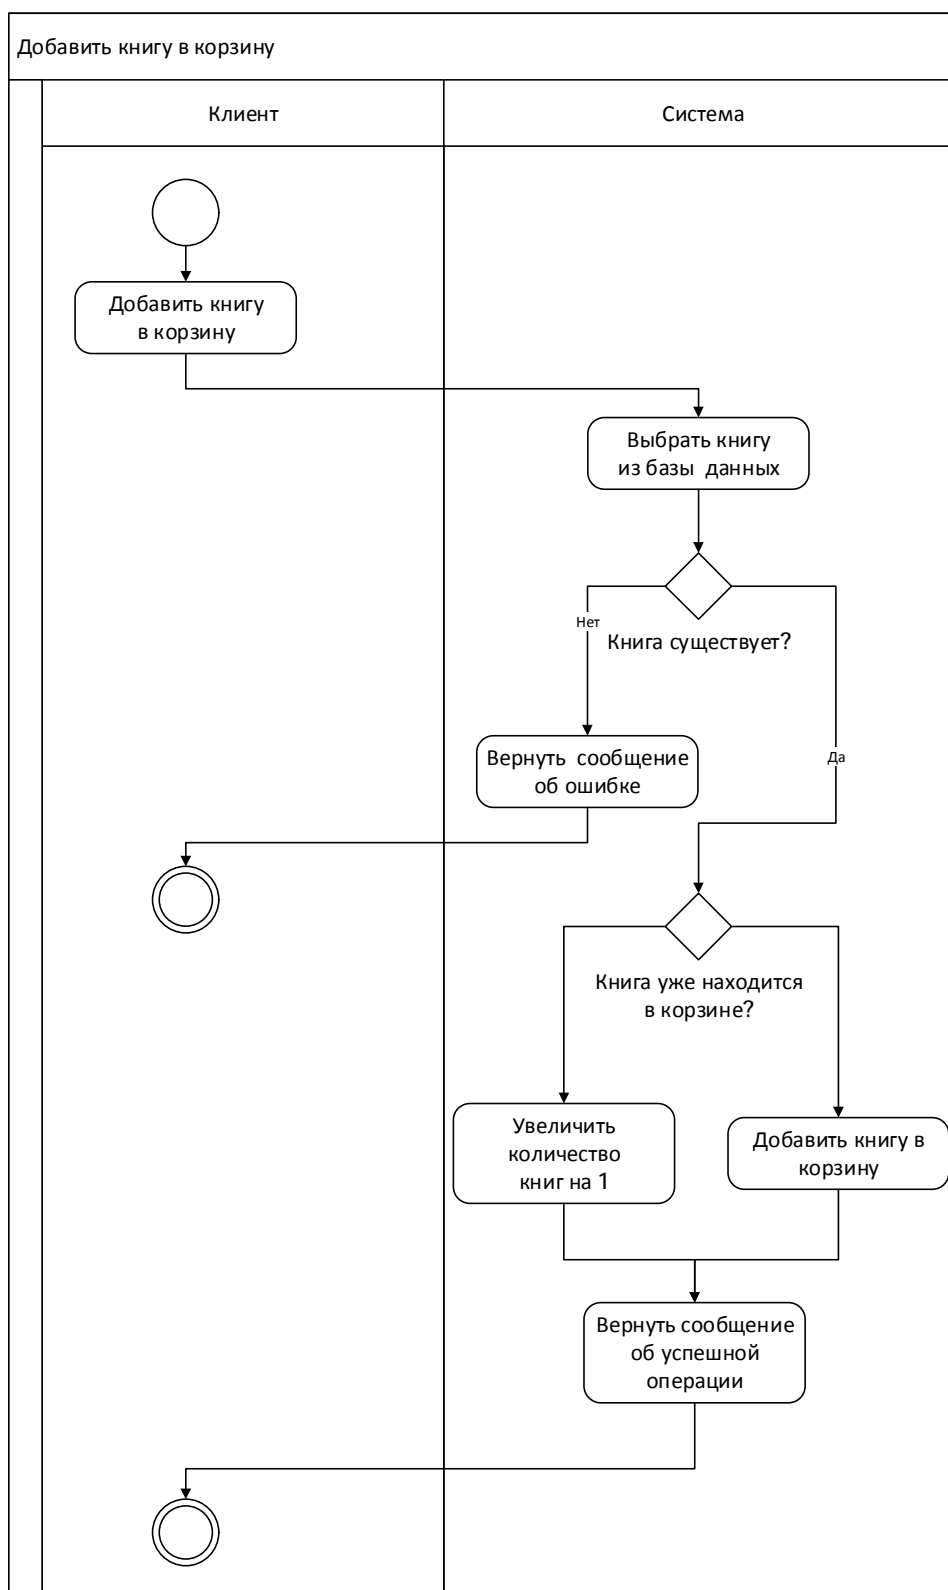 Добавить книгу в корзину
Клиент
Система
Добавить книгу
в корзину
Выбрать книгу
из базы данных
Нет
Книга существует?
Вернуть сообщение
об ошибке
Да
Книга уже находится
в корзине?
Увеличить
количество
книг на 1
Добавить книгу в
корзину
Вернуть сообщение
об успешной
операции